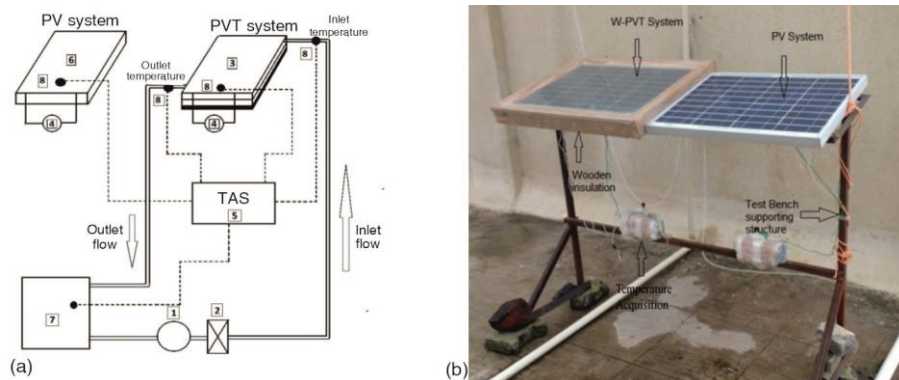 PV system
PVT system
Inlet
temperature
Outlet
temperature
6
8
3
8
8
8
4
4
TAS
5
Outlet
flow
Inlet
flow
7
1
2
(a)
W-PVT System
PV System
Wooden
insulation
Test Bench
supporting
structure
Temperature
Acquisition
(b)